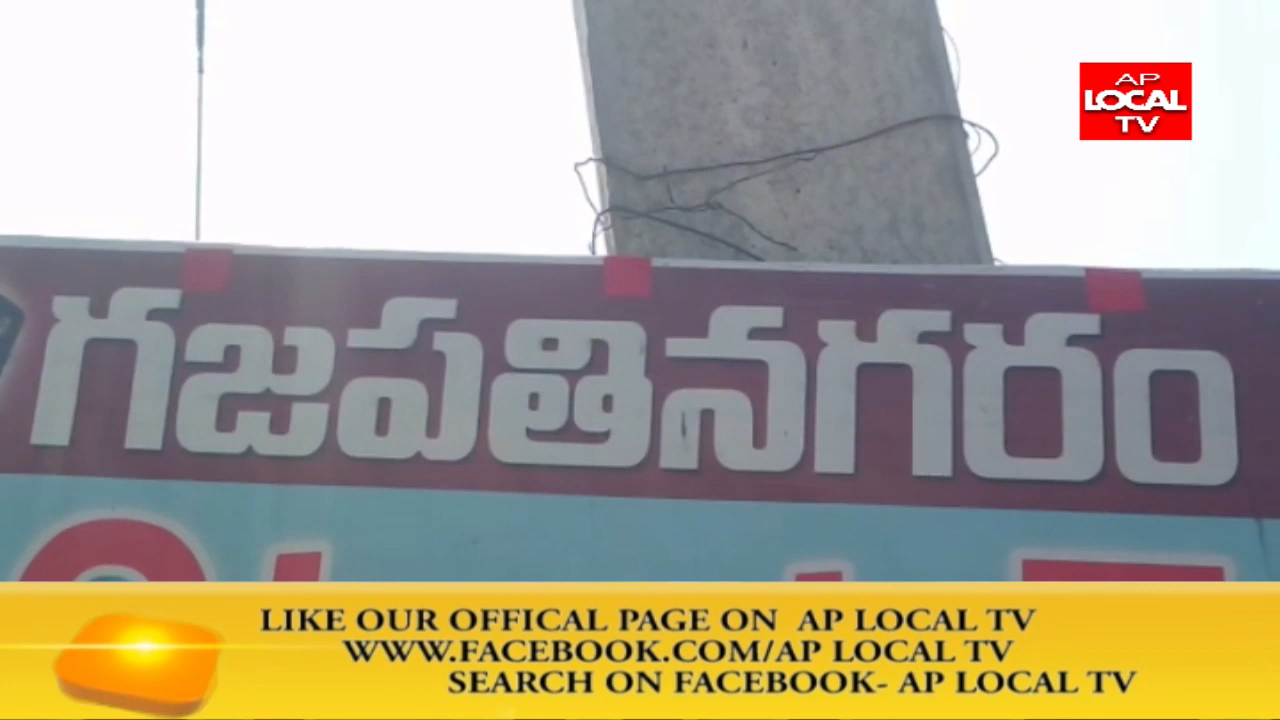 AP
LOCAL
TV
గజపతినగరం
LIKE OUR OFFICAL PAGE ON AP LOCAL TV
WWW.FACEBOOK.COM/AP LOCAL TV
SEARCH ON FACEBOOK- AP LOCAL TV